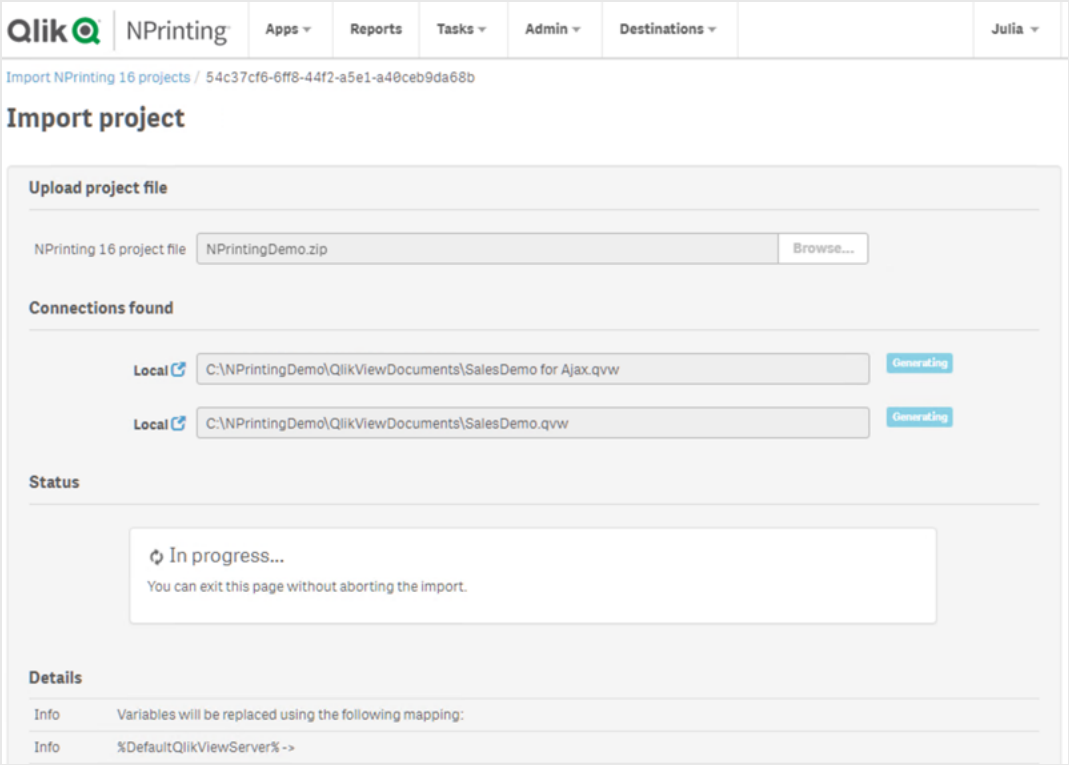 Qlik NPrinting Apps Reports Tasks Admin Destinations Julia
Import NPrinting 16 projects / 54c37cf6-6ff8-44f2-a5e1-a40ceb9da68b
Import project
Upload project file
NPrinting 16 project file NPrintingDemo.zip Browse...
Connections found
Local C:\NPrintingDemo\QlikViewDocuments\SalesDemo for Ajax.qvw Generating
Local C:\NPrintingDemo\QlikViewDocuments\SalesDemo.qvw Generating
Status
In progress...
You can exit this page without aborting the import.
Details
Info Variables will be replaced using the following mapping:
Info %DefaultQlikViewServer% ->